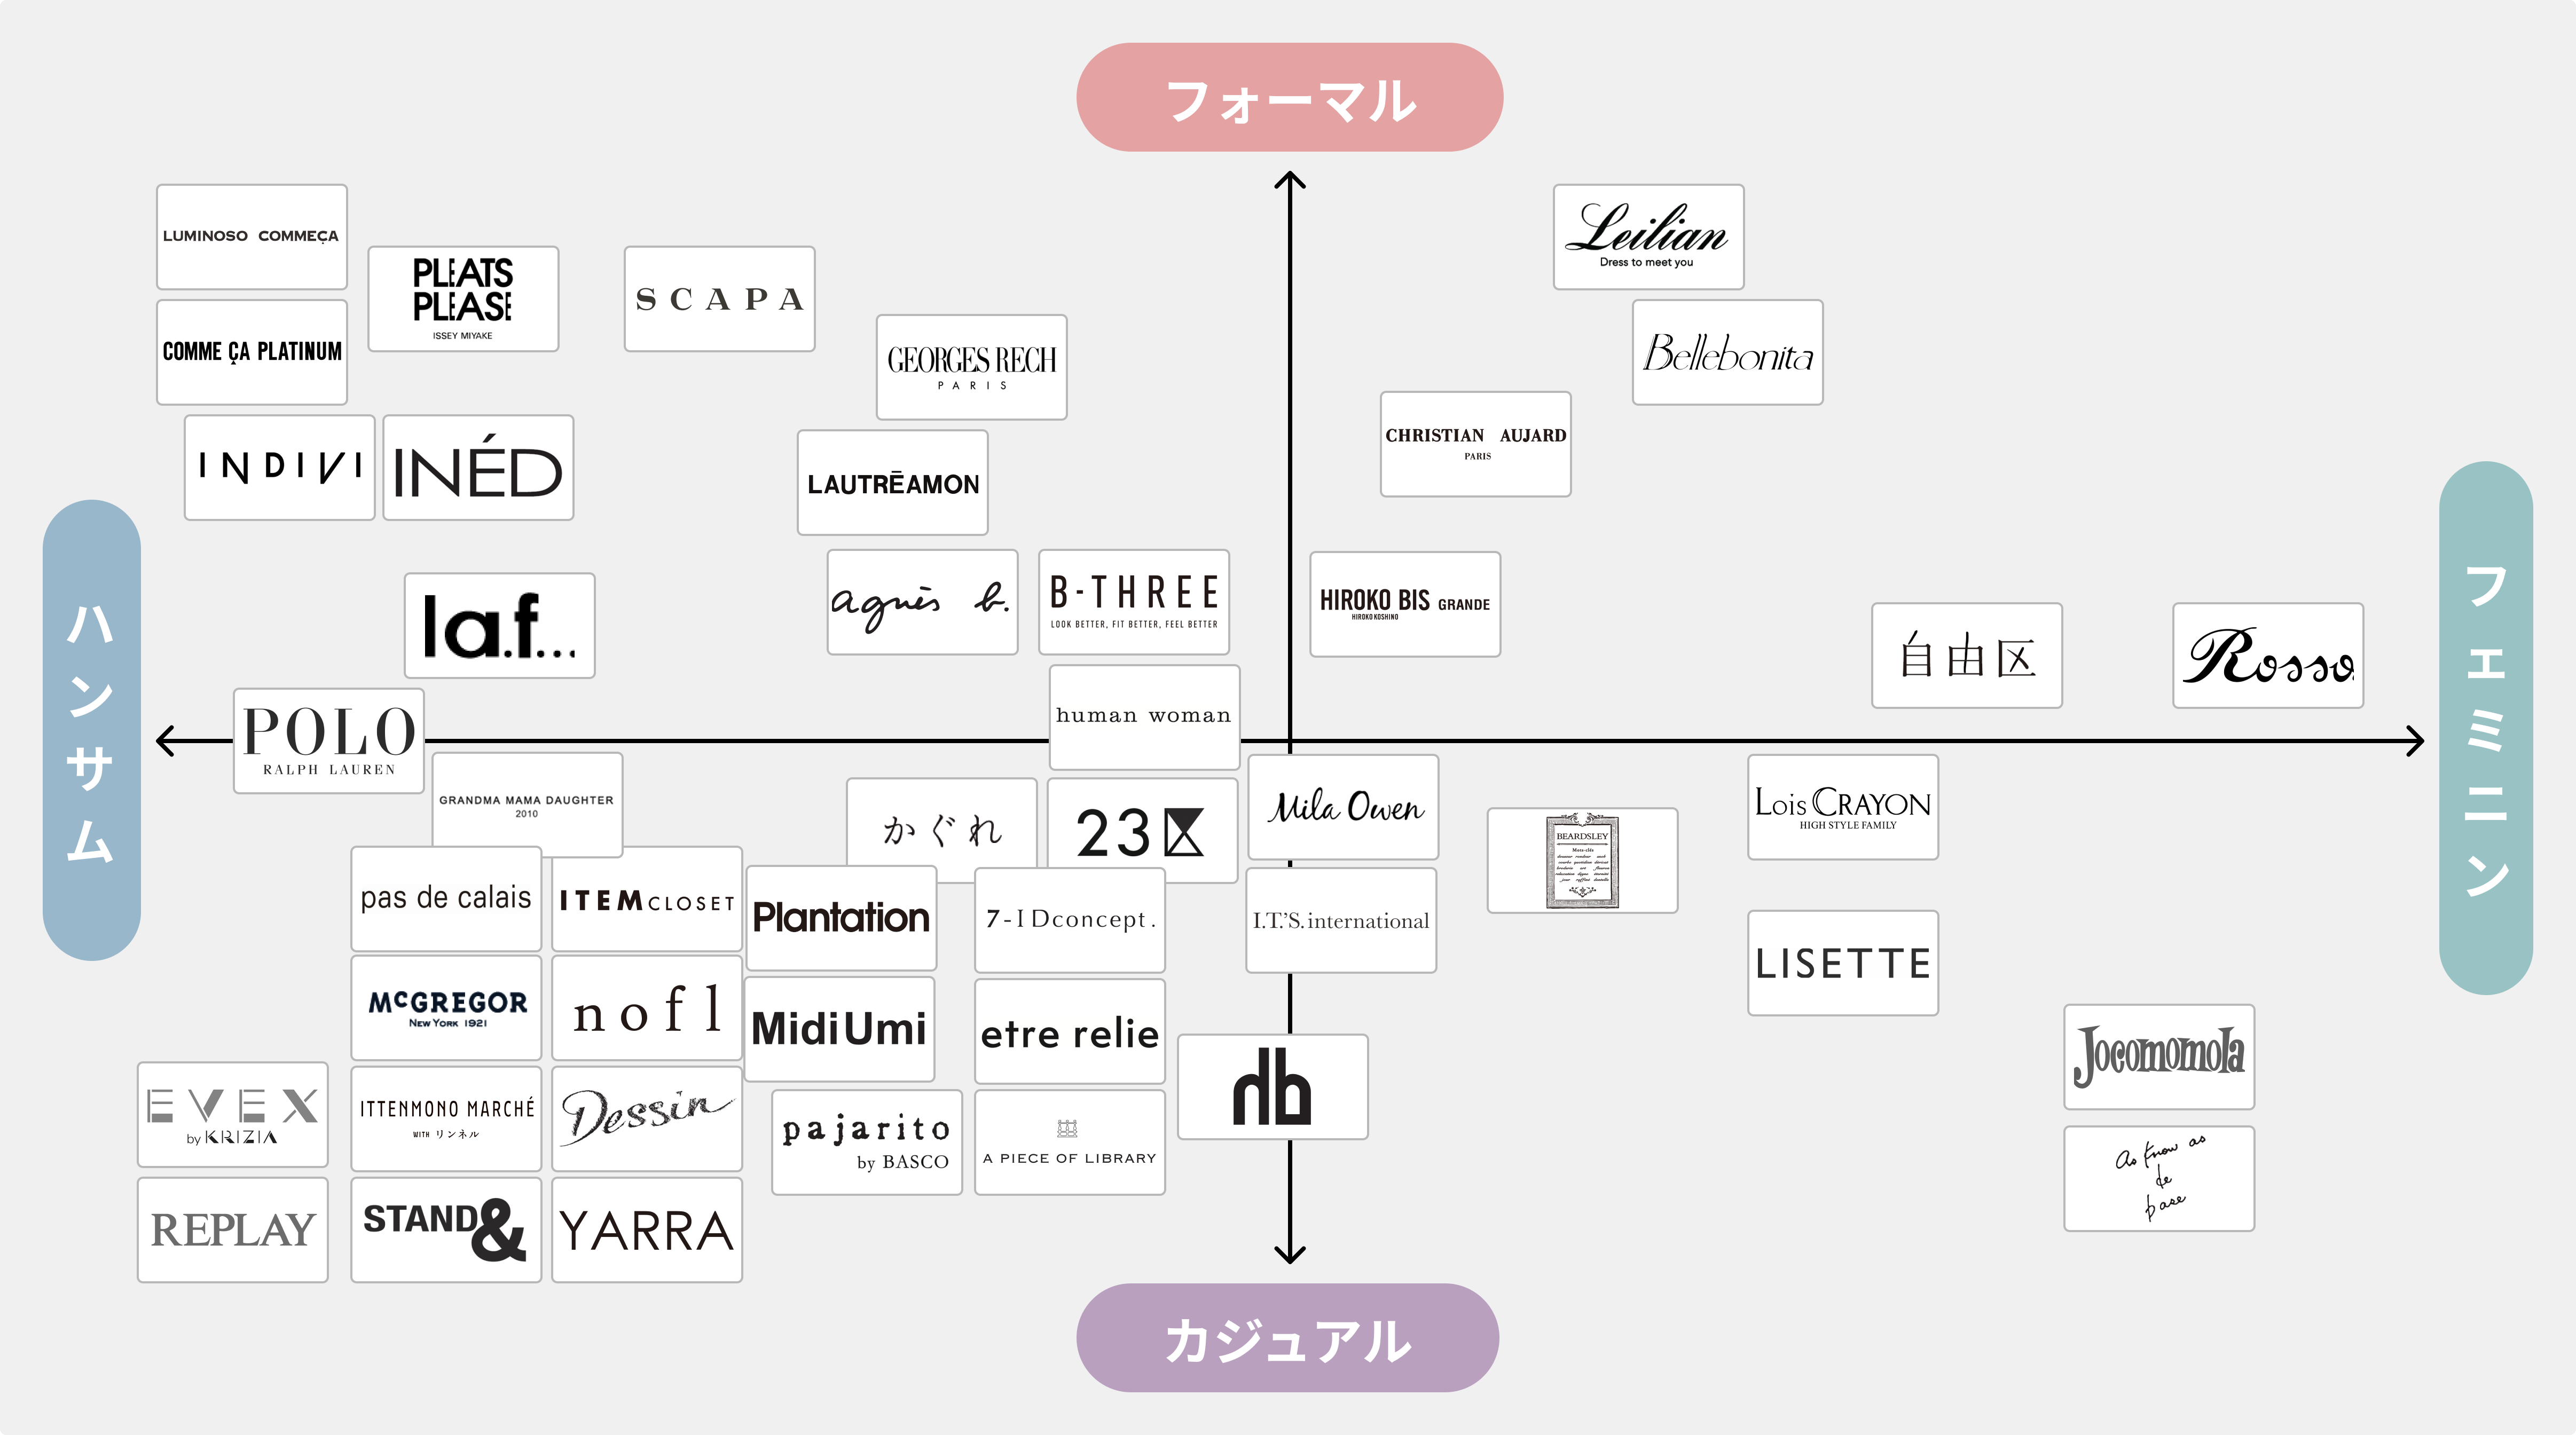 フォーマル
LUMINOSO COMMEÇA
PLEATS
PLEASE
ISSEY MIYAKE
SCAPA
Leilian
Dress to meet you
COMME ÇA PLATINUM
GEORGES RECH
PARIS
Bellebonita
INDIVI
INÉD
LAUTRĒAMON
CHRISTIAN AUJARD
PARIS
ハンサム
フェミニン
la.f...
agnès b.
B-THREE
LOOK BETTER, FIT BETTER, FEEL BETTER
HIROKO BIS GRANDE
HIROKO KOSHINO
自由区
Rosso
POLO
RALPH LAUREN
human woman
GRANDMA MAMA DAUGHTER
2010
かぐれ
23区
Mila Owen
BEARDSLEY
Mots-clés
Lois CRAYON
HIGH STYLE FAMILY
pas de calais
ITEM CLOSET
Plantation
7-IDconcept.
I.T.'S. international
LISETTE
McGREGOR
NEW YORK 1921
nofl
MidiUmi
etre relie
db
Jocomomola
EVEX
by KRIZIA
ITTENMONO MARCHÉ
WITH リンネル
Dessin
pajarito
by BASCO
A PIECE OF LIBRARY
As know as
de
base
REPLAY
STAND&
YARRA
カジュアル